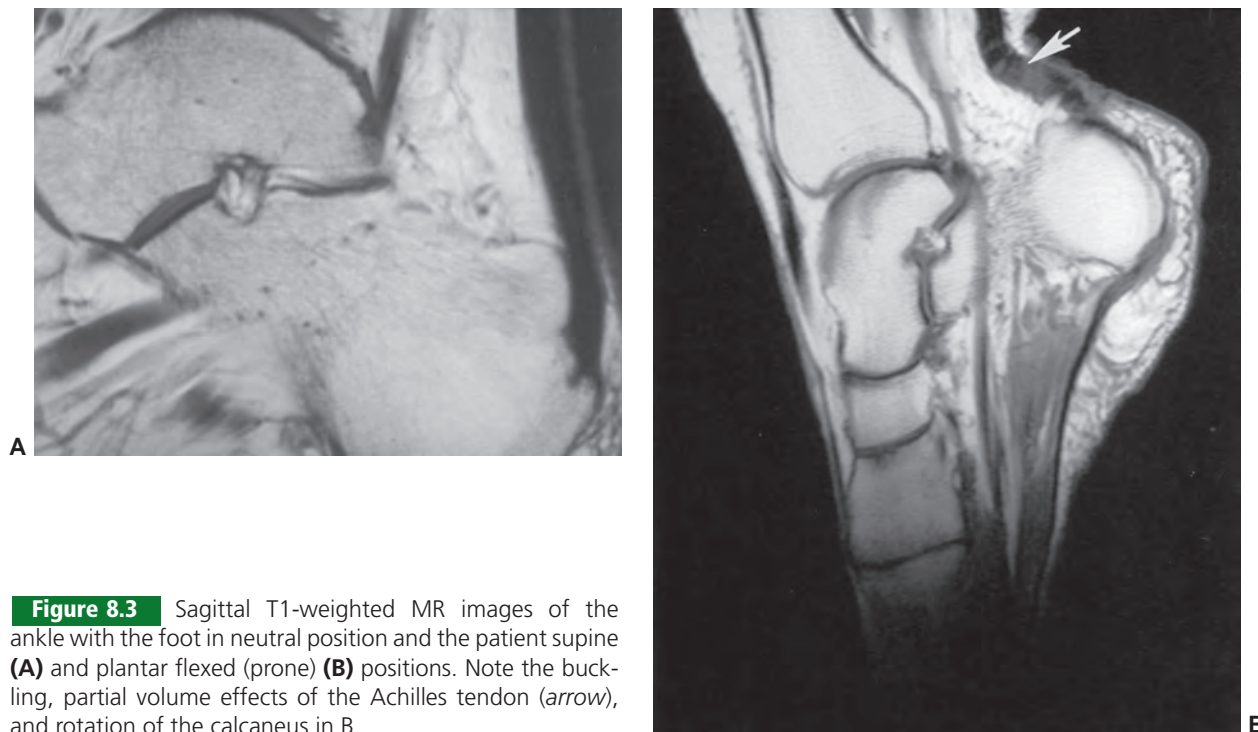 A
B
Figure 8.3 Sagittal T1-weighted MR images of the
ankle with the foot in neutral position and the patient supine
(A) and plantar flexed (prone) (B) positions. Note the buck-
ling, partial volume effects of the Achilles tendon (arrow),
and rotation of the calcaneus in B